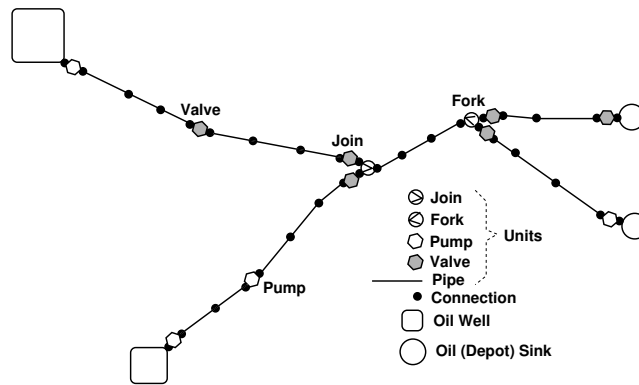 Valve
Fork
Join
Join
Fork
Pump
Units
Valve
Pump
Pipe
Connection
Oil Well
Oil (Depot) Sink